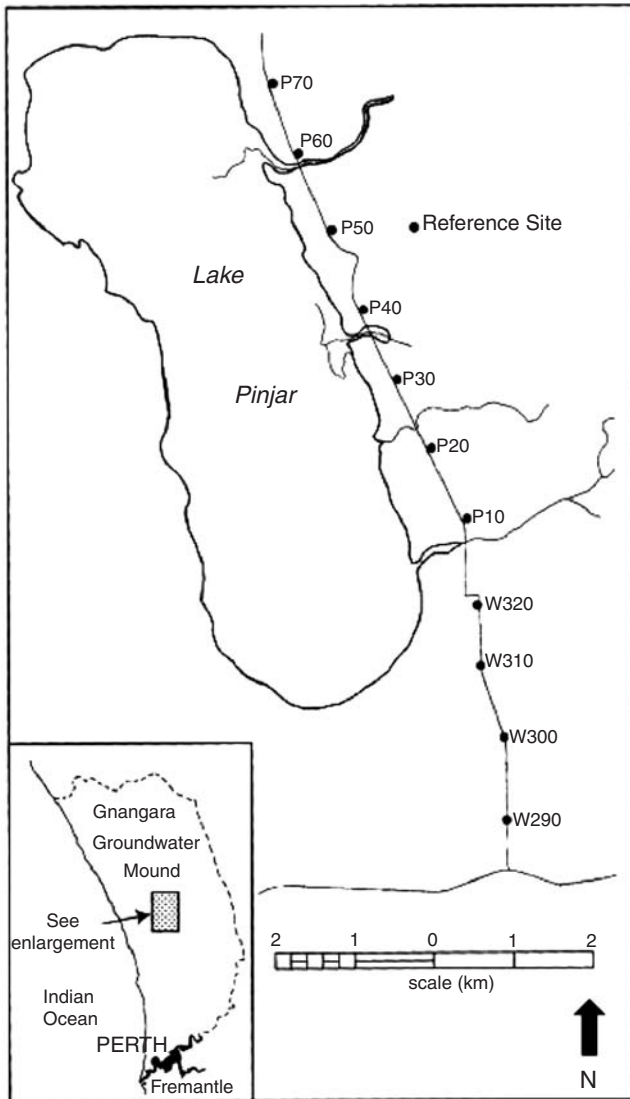 P70
P60
P50
Reference Site
Lake
P40
P30
Pinjar
P20
P10
W320
W310
W300
W290
Gnangara
Groundwater
Mound
See
enlargement
Indian
Ocean
PERTH
Fremantle
2 1 0 1 2
scale (km)
N